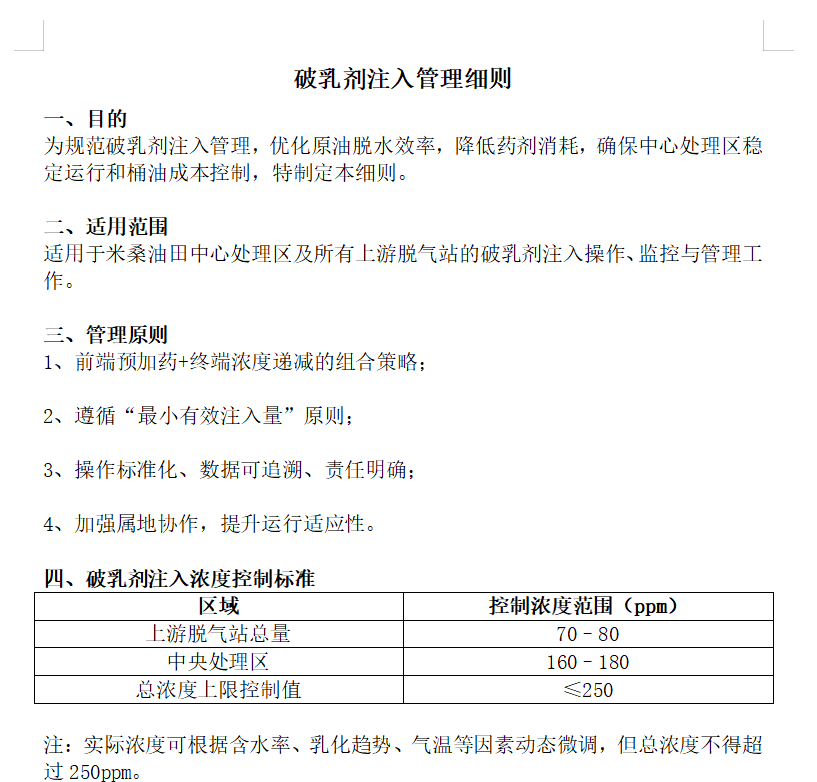 破乳剂注入管理细则
一、目的
为规范破乳剂注入管理，优化原油脱水效率，降低药剂消耗，确保中心处理区稳
定运行和桶油成本控制，特制定本细则。
二、适用范围
适用于米桑油田中心处理区及所有上游脱气站的破乳剂注入操作、监控与管理工
作。
三、管理原则
1、前端预加药+终端浓度递减的组合策略；
2、遵循“最小有效注入量”原则；
3、操作标准化、数据可追溯、责任明确；
4、加强属地协作，提升运行适应性。
四、破乳剂注入浓度控制标准
区域 控制浓度范围（ppm）
上游脱气站总量 70–80
中央处理区 160–180
总浓度上限控制值 ≤250
注：实际浓度可根据含水率、乳化趋势、气温等因素动态微调，但总浓度不得超
过 250ppm。